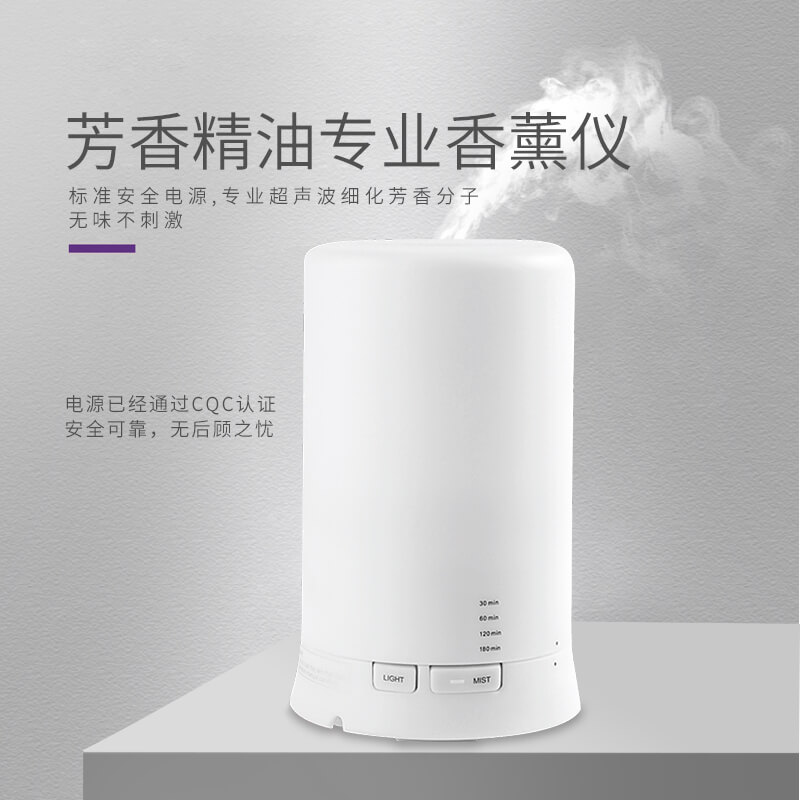 芳香精油专业香薰仪
标准安全电源,专业超声波细化芳香分子
无味不刺激
电源已经通过CQC认证
安全可靠，无后顾之忧
30 min
60 min
120 min
180 min
LIGHT
MIST